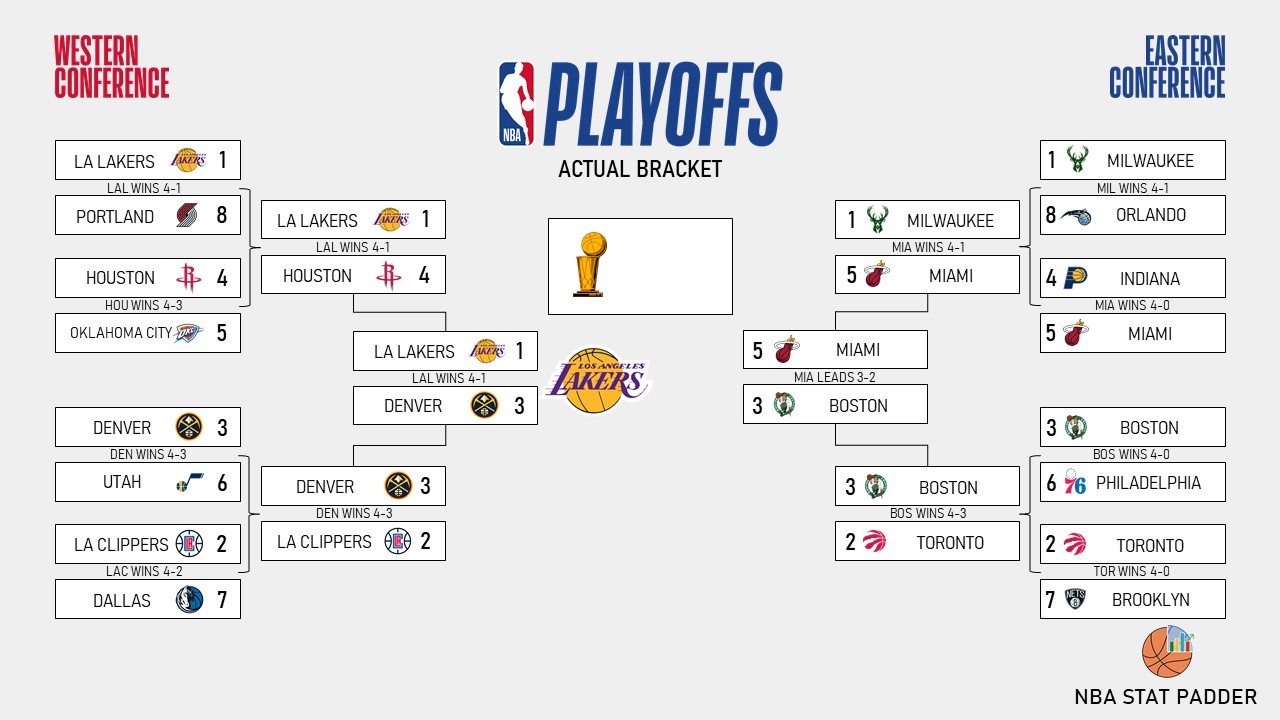 WESTERN
CONFERENCE
EASTERN
CONFERENCE
NBA
PLAYOFFS
ACTUAL BRACKET
LA LAKERS LAKERS 1
LAL WINS 4-1
PORTLAND 8
HOUSTON R 4
HOU WINS 4-3
OKLAHOMA CITY OKC 5
LA LAKERS LAKERS 1
LAL WINS 4-1
HOUSTON R 4
DENVER 3
DEN WINS 4-3
UTAH 6
LA CLIPPERS 2
LAC WINS 4-2
DALLAS 7
DENVER 3
DEN WINS 4-3
LA CLIPPERS 2
LA LAKERS LAKERS 1
LAL WINS 4-1
DENVER 3
LOS ANGELES
LAKERS
5 MIAMI
MIA LEADS 3-2
3 BOSTON
1 MILWAUKEE
MIA WINS 4-1
5 MIAMI
3 BOSTON
BOS WINS 4-3
2 TORONTO
1 MILWAUKEE
MIL WINS 4-1
8 ORLANDO
4 INDIANA
MIA WINS 4-0
5 MIAMI
3 BOSTON
BOS WINS 4-0
6 76 PHILADELPHIA
2 TORONTO
TOR WINS 4-0
7 NETS B BROOKLYN
NBA STAT PADDER